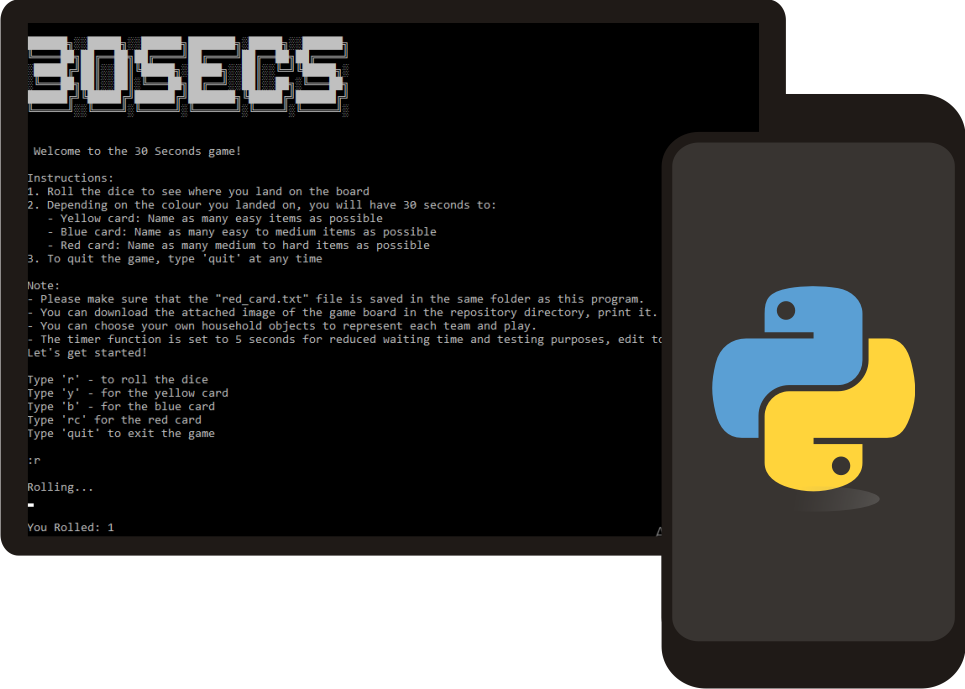 30SECS
Welcome to the 30 Seconds game!
Instructions:
1. Roll the dice to see where you land on the board
2. Depending on the colour you landed on, you will have 30 seconds to:
- Yellow card: Name as many easy items as possible
- Blue card: Name as many easy to medium items as possible
- Red card: Name as many medium to hard items as possible
3. To quit the game, type 'quit' at any time
Note:
- Please make sure that the "red_card.txt" file is saved in the same folder as this program.
- You can download the attached image of the game board in the repository directory, print it.
- You can choose your own household objects to represent each team and play.
- The timer function is set to 5 seconds for reduced waiting time and testing purposes, edit to
Let's get started!
Type 'r' - to roll the dice
Type 'y' - for the yellow card
Type 'b' - for the blue card
Type 'rc' for the red card
Type 'quit' to exit the game
:r
Rolling...
You Rolled: 1